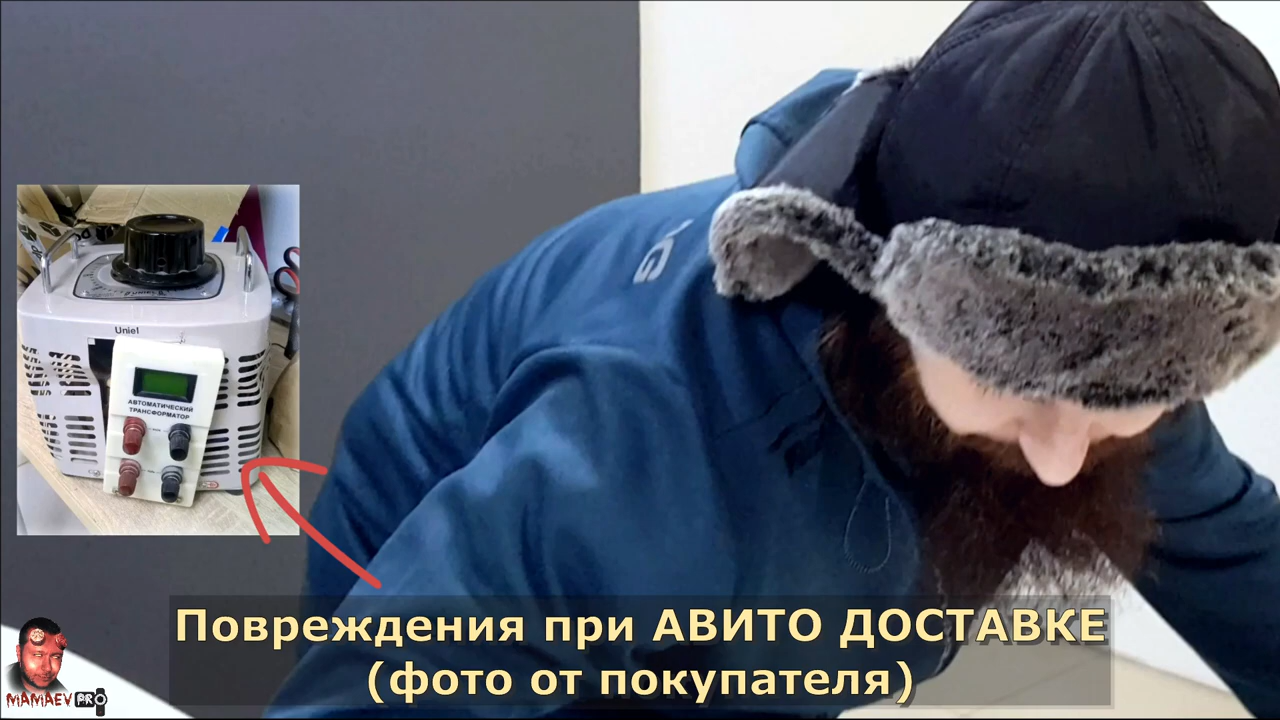 Uniel
АВТОМАТИЧЕСКИЙ
ТРАНСФОРМАТОР
Повреждения при АВИТО ДОСТАВКЕ
(фото от покупателя)
MAMAEV PRO